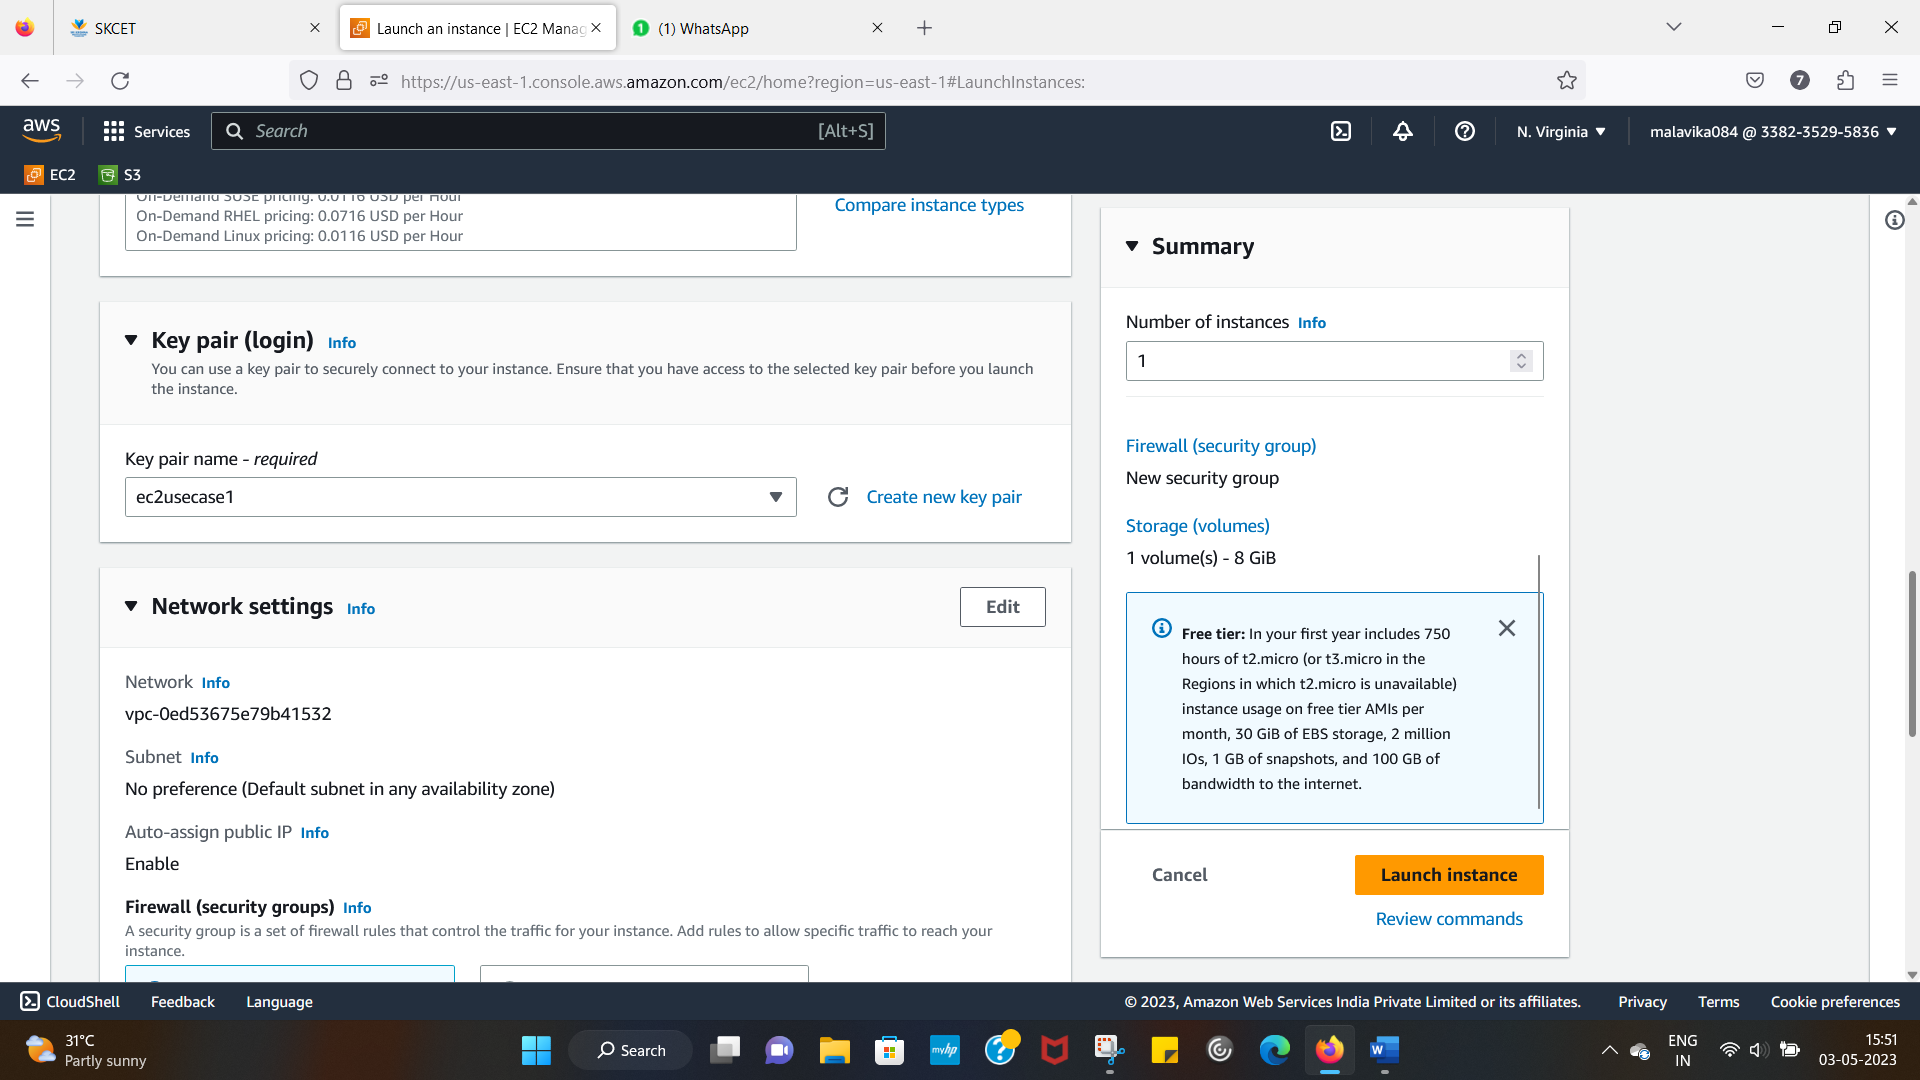 SKCET
Launch an instance | EC2 Manag
(1) WhatsApp
https://us-east-1.console.aws.amazon.com/ec2/home?region=us-east-1#LaunchInstances:
7
aws
Services
Search
[Alt+S]
N. Virginia
malavika084 @ 3382-3529-5836
EC2
S3
On-Demand SUSE pricing: 0.0116 USD per Hour
On-Demand RHEL pricing: 0.0716 USD per Hour
On-Demand Linux pricing: 0.0116 USD per Hour
Compare instance types
Key pair (login) Info
You can use a key pair to securely connect to your instance. Ensure that you have access to the selected key pair before you launch
the instance.
Key pair name - required
ec2usecase1
Create new key pair
Network settings Info
Edit
Network Info
vpc-0ed53675e79b41532
Subnet Info
No preference (Default subnet in any availability zone)
Auto-assign public IP Info
Enable
Firewall (security groups) Info
A security group is a set of firewall rules that control the traffic for your instance. Add rules to allow specific traffic to reach your
instance.
Summary
Number of instances Info
1
Firewall (security group)
New security group
Storage (volumes)
1 volume(s) - 8 GiB
Free tier: In your first year includes 750
hours of t2.micro (or t3.micro in the
Regions in which t2.micro is unavailable)
instance usage on free tier AMIs per
month, 30 GiB of EBS storage, 2 million
IOs, 1 GB of snapshots, and 100 GB of
bandwidth to the internet.
Cancel
Launch instance
Review commands
CloudShell
Feedback
Language
© 2023, Amazon Web Services India Private Limited or its affiliates.
Privacy
Terms
Cookie preferences
31°C
Partly sunny
Search
myhp
ENG
IN
15:51
03-05-2023